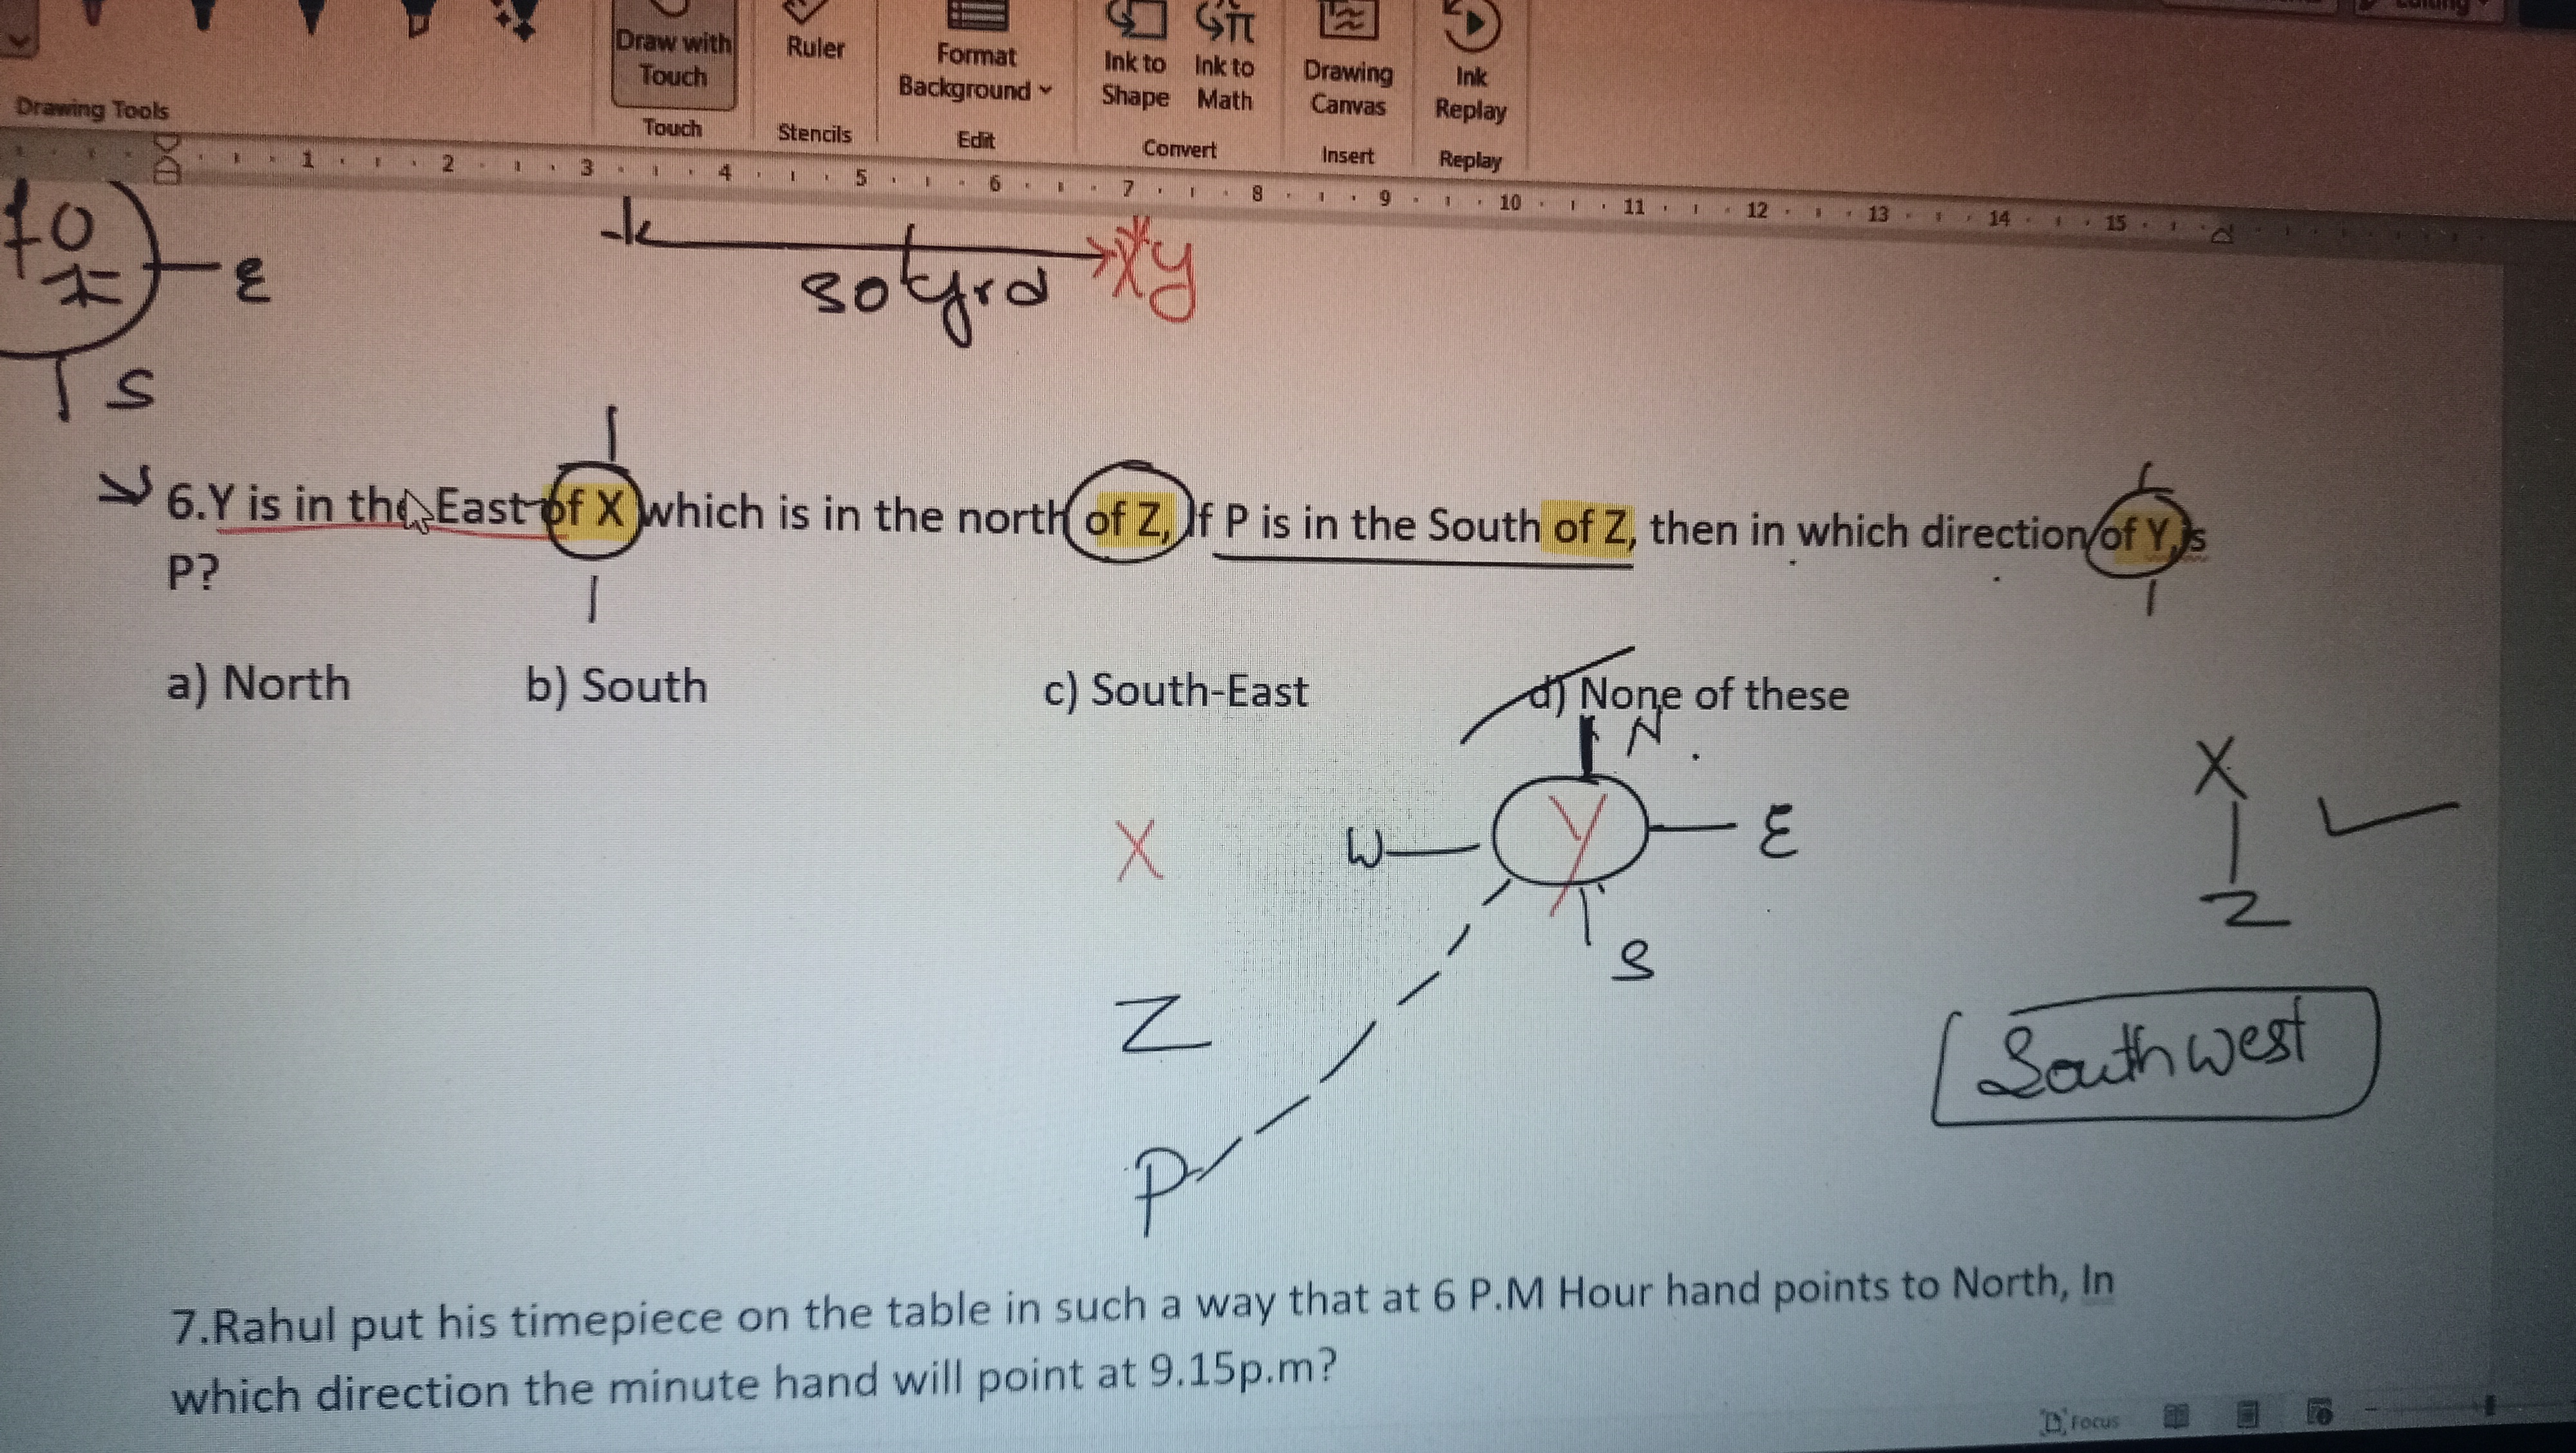 Editing
Draw with Touch
Ruler
Format Background
Ink to Shape
Ink to Math
Drawing Canvas
Ink Replay
Drawing Tools
Touch
Stencils
Edit
Convert
Insert
Replay
1 2 3 4 5 6 7 8 9 10 11 12 13 14 15
E
S
30 yrd
y
6.Y is in the East of X which is in the north of Z, If P is in the South of Z, then in which direction of Y, is
P?
a) North b) South c) South-East d) None of these
N
X W Y E
S
Z
P
X
Z
Southwest
7.Rahul put his timepiece on the table in such a way that at 6 P.M Hour hand points to North, In
which direction the minute hand will point at 9.15p.m?
Focus